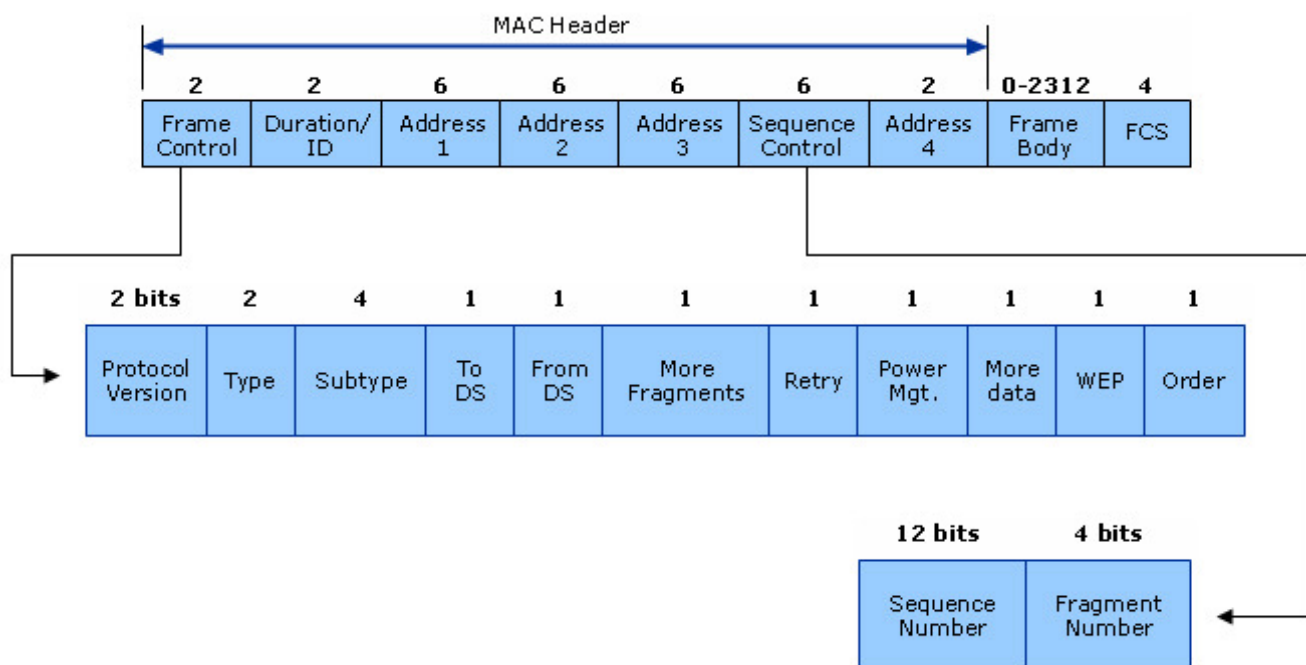 MAC Header
2 2 6 6 6 6 2 0-2312 4
Frame Control
Duration/ ID
Address 1
Address 2
Address 3
Sequence Control
Address 4
Frame Body
FCS
2 bits 2 4 1 1 1 1 1 1 1 1
Protocol Version
Type
Subtype
To DS
From DS
More Fragments
Retry
Power Mgt.
More data
WEP
Order
12 bits 4 bits
Sequence Number
Fragment Number